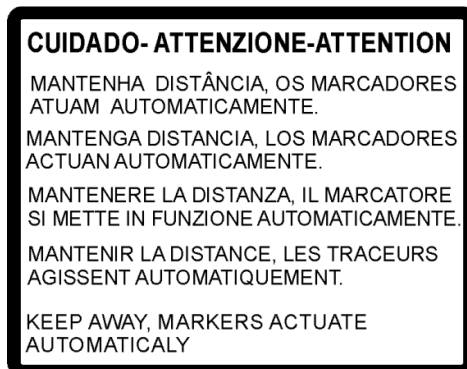 CUIDADO- ATTENZIONE-ATTENTION
MANTENHA DISTÂNCIA, OS MARCADORES
ATUAM AUTOMATICAMENTE.
MANTENGA DISTANCIA, LOS MARCADORES
ACTUAN AUTOMATICAMENTE.
MANTENERE LA DISTANZA, IL MARCATORE
SI METTE IN FUNZIONE AUTOMATICAMENTE.
MANTENIR LA DISTANCE, LES TRACEURS
AGISSENT AUTOMATIQUEMENT.
KEEP AWAY, MARKERS ACTUATE
AUTOMATICALY